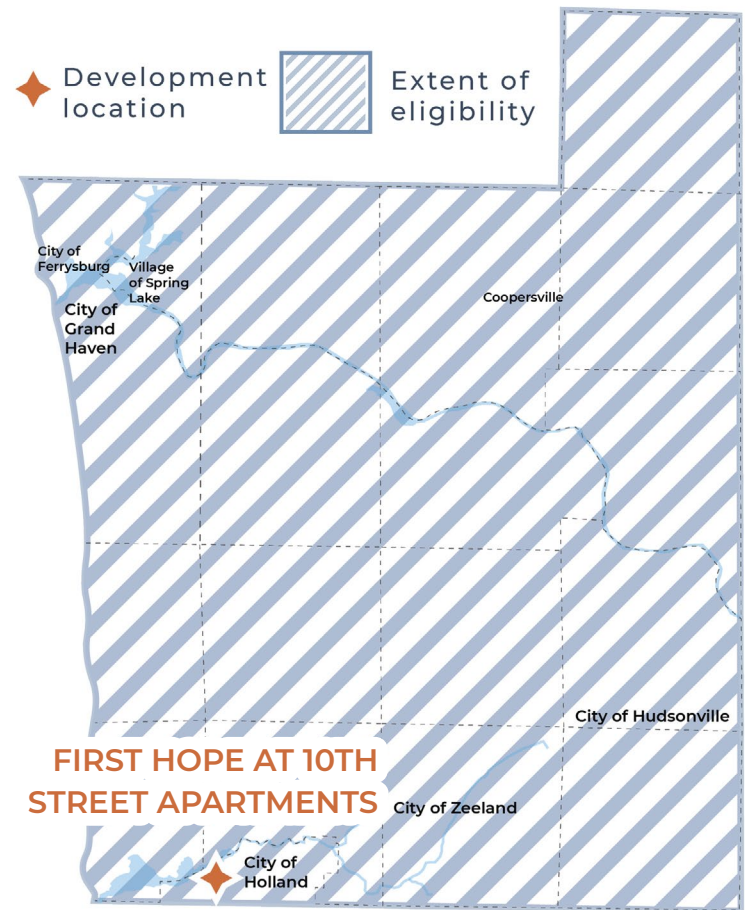 Development
location
Extent of
eligibility
City of
Ferrysburg
Village
of Spring
Lake
City of
Grand
Haven
Coopersville
City of Hudsonville
FIRST HOPE AT 10TH
STREET APARTMENTS
City of Zeeland
City of
Holland